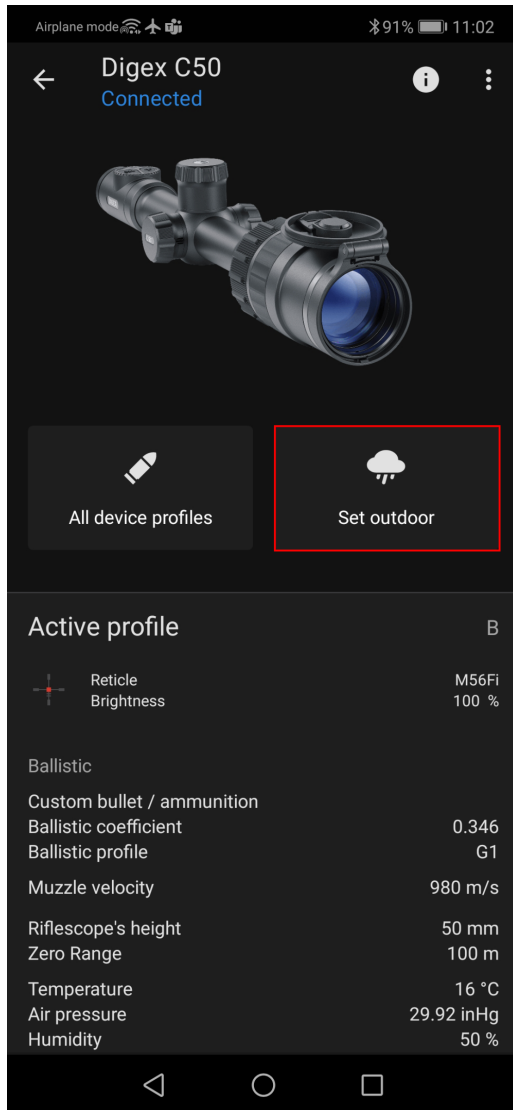 Airplane mode 91% 11:02
Digex C50
Connected
All device profiles
Set outdoor
Active profile B
Reticle M56Fi
Brightness 100 %
Ballistic
Custom bullet / ammunition
Ballistic coefficient 0.346
Ballistic profile G1
Muzzle velocity 980 m/s
Riflescope's height 50 mm
Zero Range 100 m
Temperature 16 °C
Air pressure 29.92 inHg
Humidity 50 %